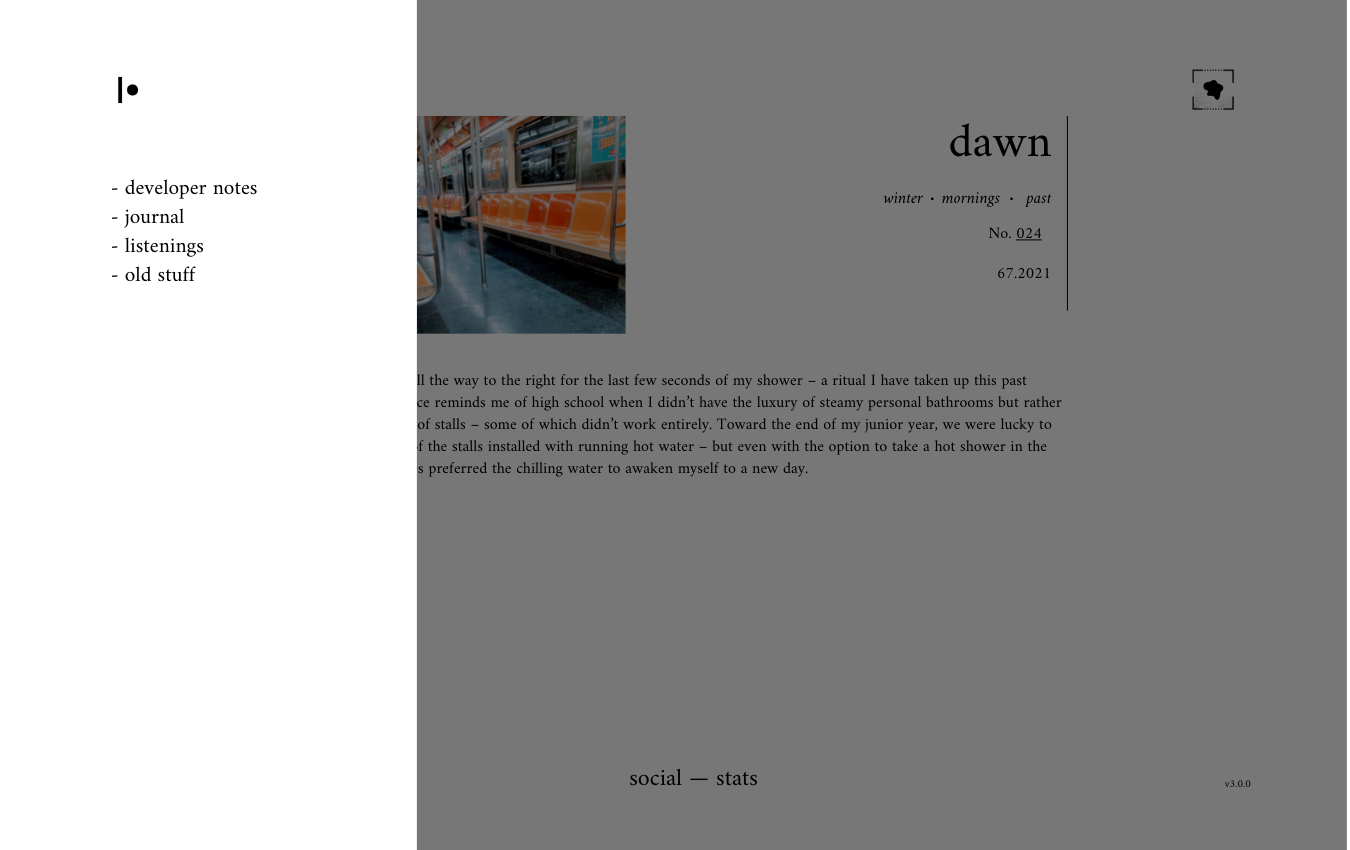 - developer notes
- journal
- listenings
- old stuff
dawn
winter • mornings • past
No. 024
67.2021
the way to the right for the last few seconds of my shower – a ritual I have taken up this past
reminds me of high school when I didn’t have the luxury of steamy personal bathrooms but rather
of stalls – some of which didn’t work entirely. Toward the end of my junior year, we were lucky to
the stalls installed with running hot water – but even with the option to take a hot shower in the
preferred the chilling water to awaken myself to a new day.
social — stats
v3.0.0